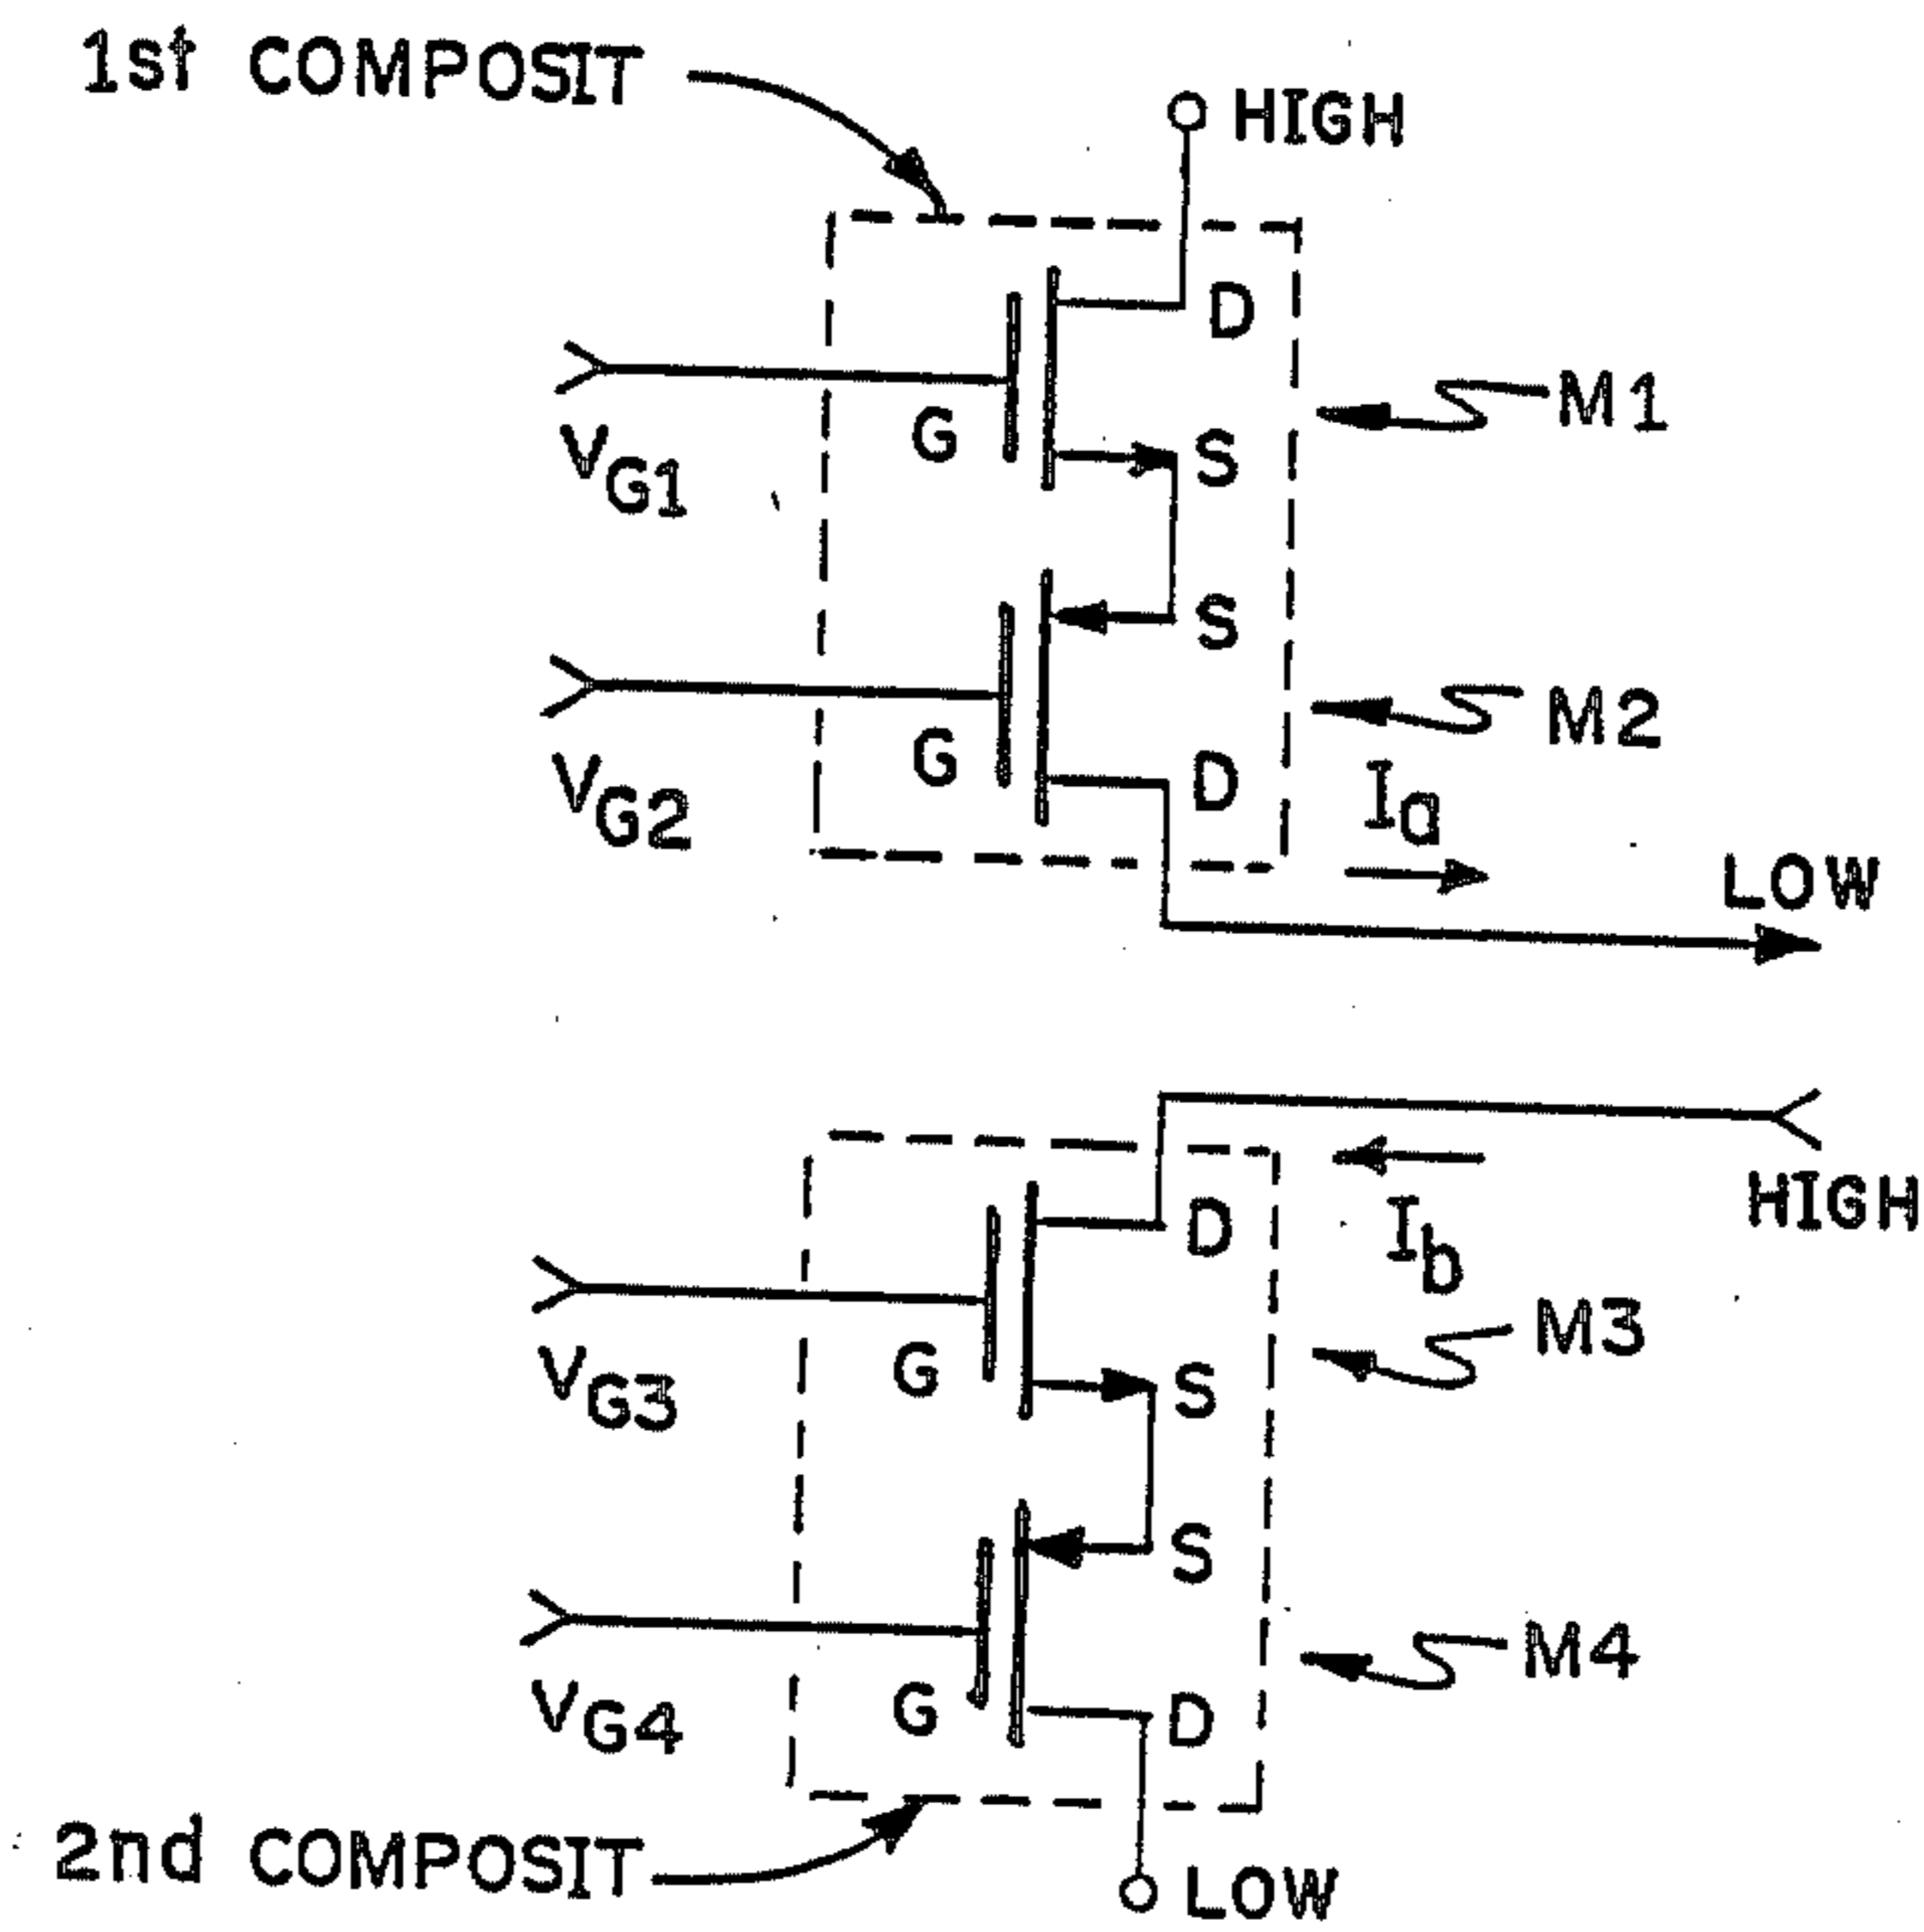 1st COMPOSIT
HIGH
D
M1
G
S
VG1
S
M2
G
D
VG2
Ia
LOW
HIGH
D
Ib
M3
G
S
VG3
S
M4
G
D
VG4
2nd COMPOSIT
LOW